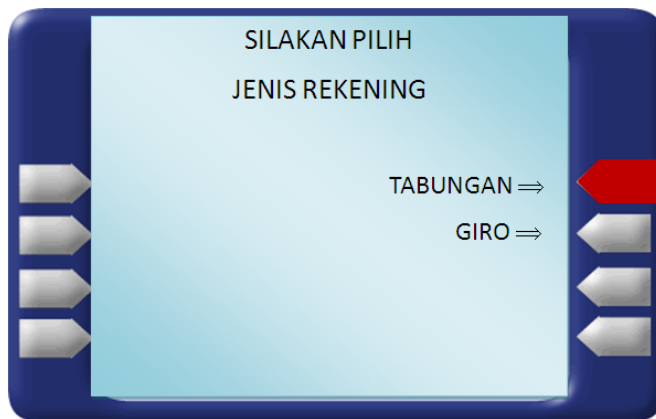 SILAKAN PILIH
JENIS REKENING
TABUNGAN ⇒
GIRO ⇒